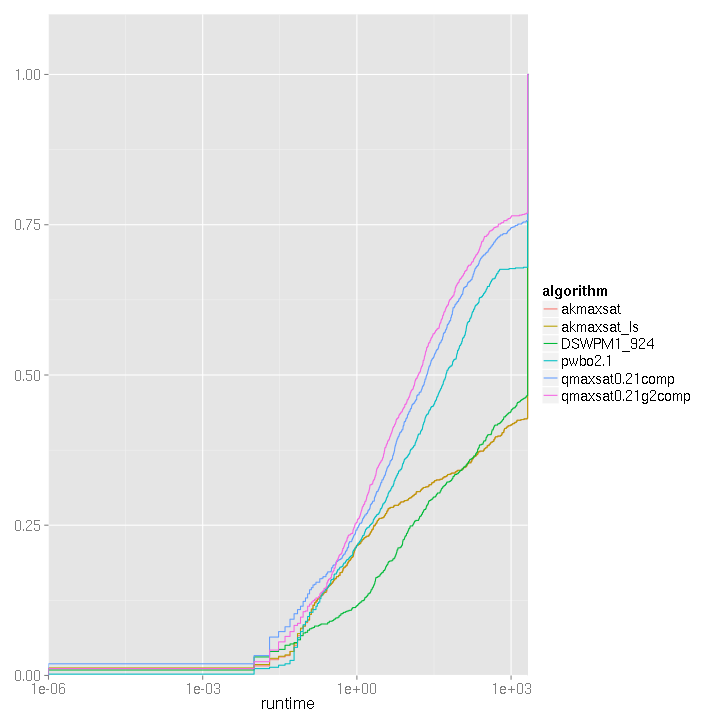 1.00
0.75
0.50
0.25
0.00
1e-06
1e-03
1e+00
1e+03
runtime
algorithm
akmaxsat
akmaxsat_ls
DSWPM1_924
pwbo2.1
qmaxsat0.21comp
qmaxsat0.21g2comp